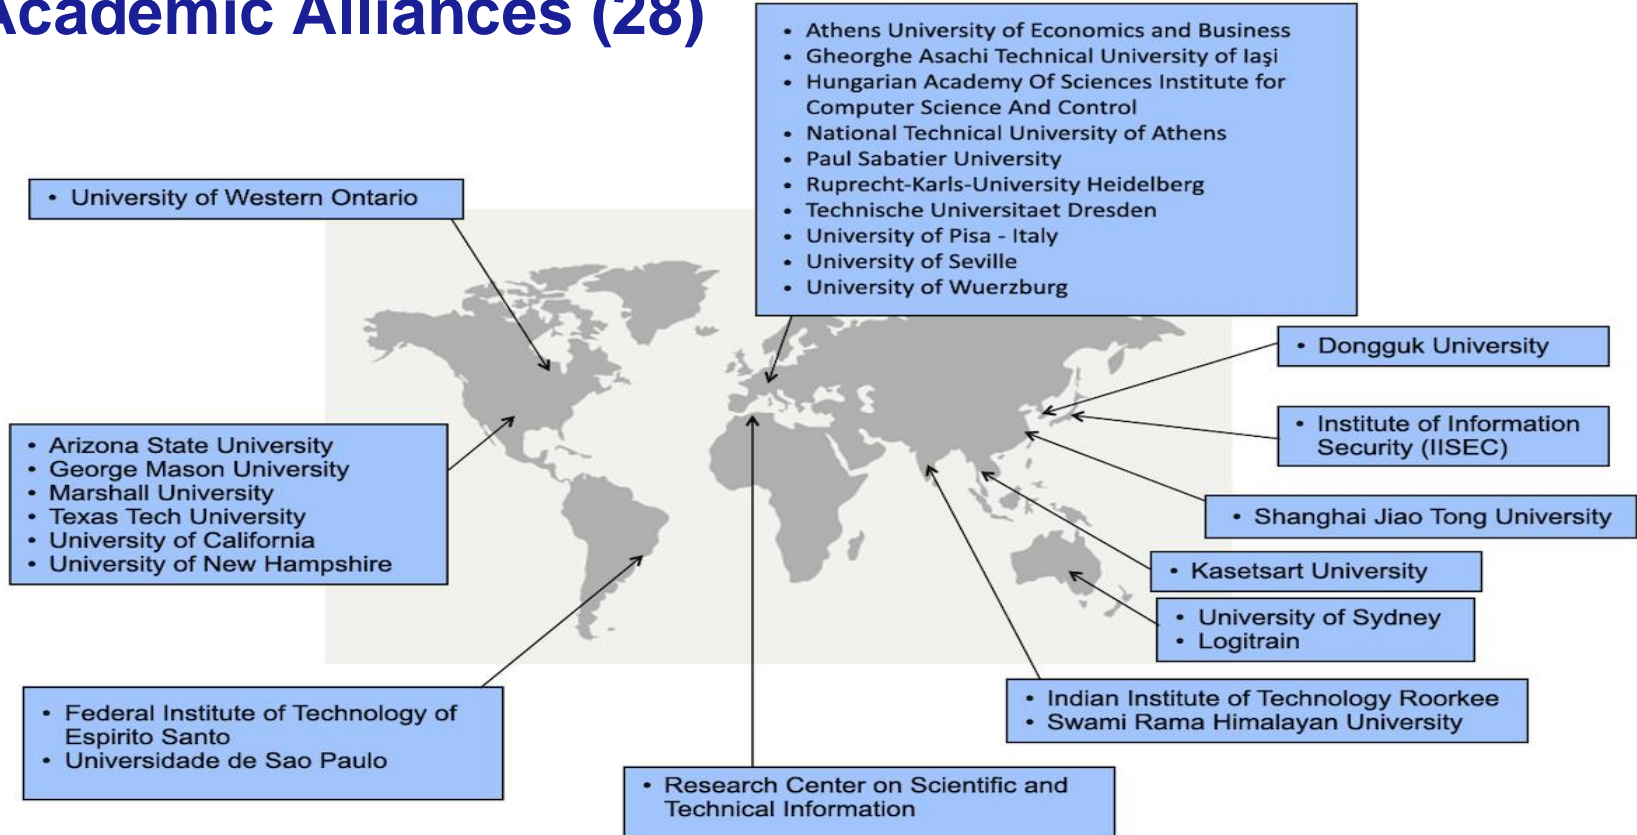 Academic Alliances (28)
• Athens University of Economics and Business
• Gheorghe Asachi Technical University of Iaşi
• Hungarian Academy Of Sciences Institute for
Computer Science And Control
• National Technical University of Athens
• Paul Sabatier University
• Ruprecht-Karls-University Heidelberg
• Technische Universitaet Dresden
• University of Pisa - Italy
• University of Seville
• University of Wuerzburg
• University of Western Ontario
• Dongguk University
• Institute of Information
Security (IISEC)
• Arizona State University
• George Mason University
• Marshall University
• Texas Tech University
• University of California
• University of New Hampshire
• Shanghai Jiao Tong University
• Kasetsart University
• University of Sydney
• Logitrain
• Indian Institute of Technology Roorkee
• Swami Rama Himalayan University
• Federal Institute of Technology of
Espirito Santo
• Universidade de Sao Paulo
• Research Center on Scientific and
Technical Information